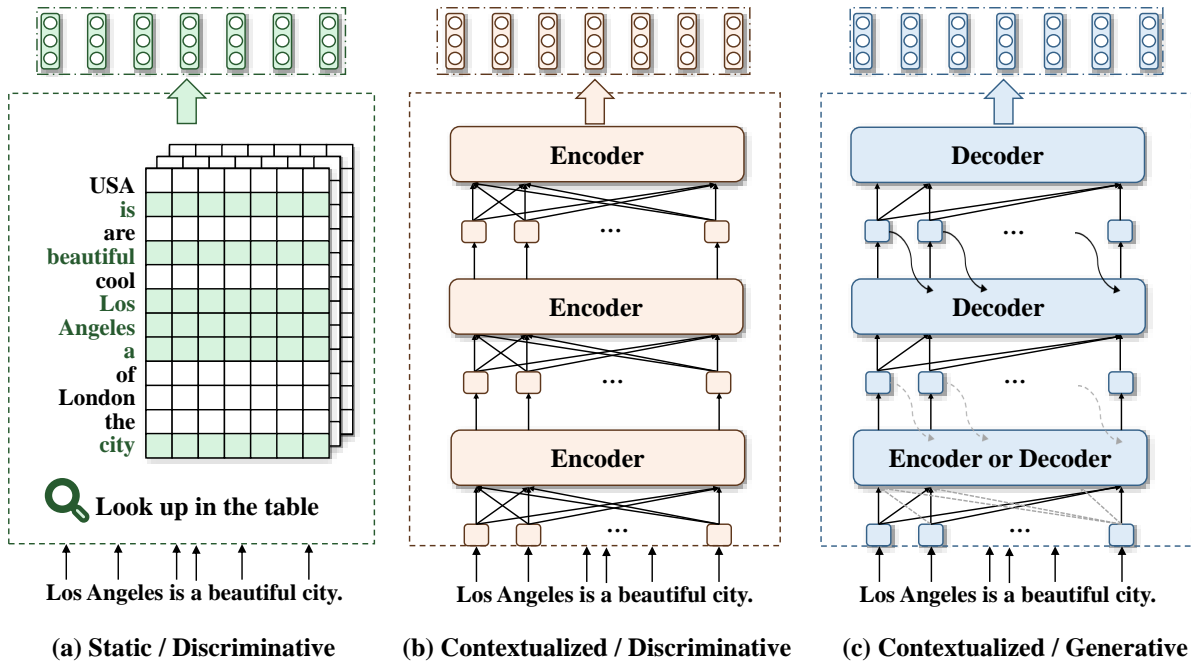 USA
is
are
beautiful
cool
Los
Angeles
a
of
London
the
city
Look up in the table
Los Angeles is a beautiful city.
(a) Static / Discriminative
Encoder
...
Encoder
...
Encoder
...
Los Angeles is a beautiful city.
(b) Contextualized / Discriminative
Decoder
...
Decoder
...
Encoder or Decoder
...
Los Angeles is a beautiful city.
(c) Contextualized / Generative